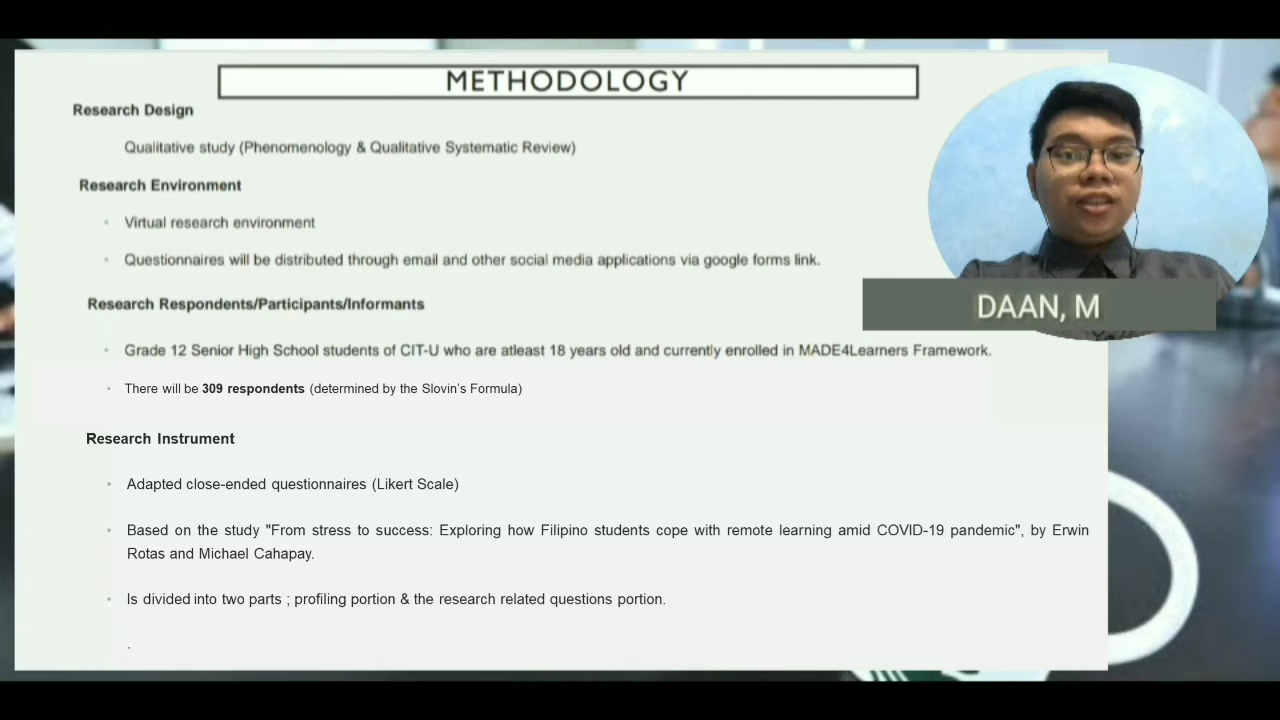 METHODOLOGY
Research Design
Qualitative study (Phenomenology & Qualitative Systematic Review)
Research Environment
Virtual research environment
Questionnaires will be distributed through email and other social media applications via google forms link.
DAAN, M
Research Respondents/Participants/Informants
Grade 12 Senior High School students of CIT-U who are atleast 18 years old and currently enrolled in MADE4Learners Framework.
There will be 309 respondents (determined by the Slovin's Formula)
Research Instrument
Adapted close-ended questionnaires (Likert Scale)
Based on the study "From stress to success: Exploring how Filipino students cope with remote learning amid COVID-19 pandemic", by Erwin
Rotas and Michael Cahapay.
Is divided into two parts ; profiling portion & the research related questions portion.
.